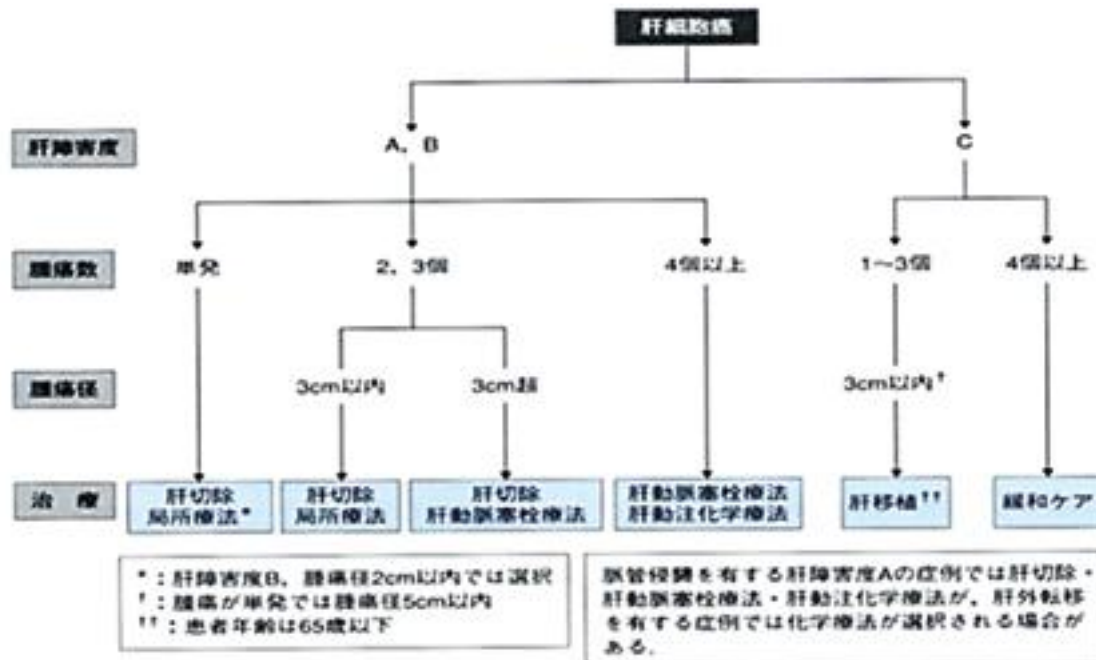 肝細胞癌
肝障害度
A, B
C
腫瘍数
単発
2, 3個
4個以上
1〜3個
4個以上
腫瘍径
3cm以内
3cm超
3cm以内†
治療
肝切除
局所療法*
肝切除
局所療法
肝切除
肝動脈塞栓療法
肝動脈塞栓療法
肝動注化学療法
肝移植††
緩和ケア
*：肝障害度B，腫瘍径2cm以内では選択
†：腫瘍が単発では腫瘍径5cm以内
††：患者年齢は65歳以下
脈管侵襲を有する肝障害度Aの症例では肝切除・
肝動脈塞栓療法・肝動注化学療法が，肝外転移
を有する症例では化学療法が選択される場合が
ある．